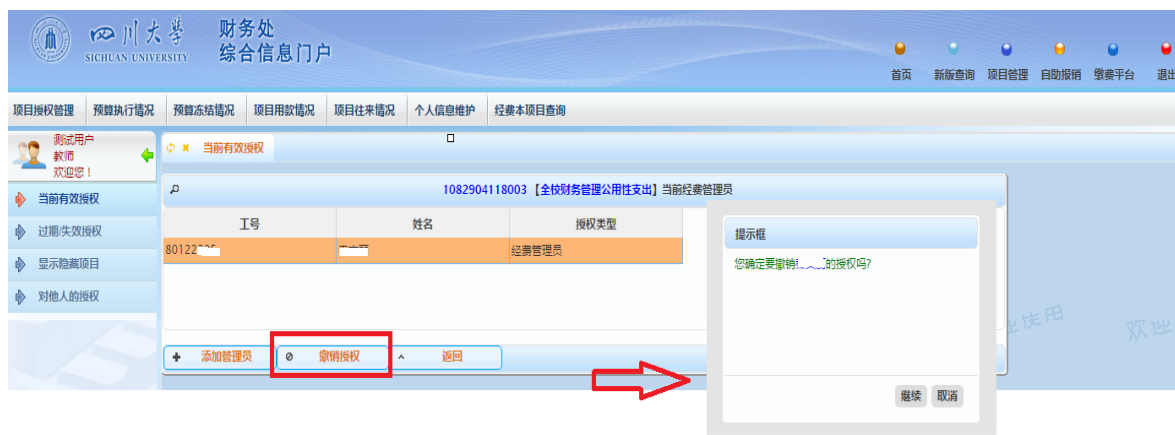 四川大学
SICHUAN UNIVERSITY
财务处
综合信息门户
首页 新版查询 项目管理 自助报销 缴费平台 退出
项目授权管理 预算执行情况 预算冻结情况 项目用款情况 项目往来情况 个人信息维护 经费本项目查询
测试用户
教师
欢迎您！
当前有效授权
过期/失效授权
显示隐藏项目
对他人的授权
当前有效授权
1082904118003 【全校财务管理公用性支出】当前经费管理员
工号 姓名 授权类型
80122 经费管理员
添加管理员 撤销授权 返回
提示框
您确定要撤销 的授权吗?
继续 取消
使用 欢迎